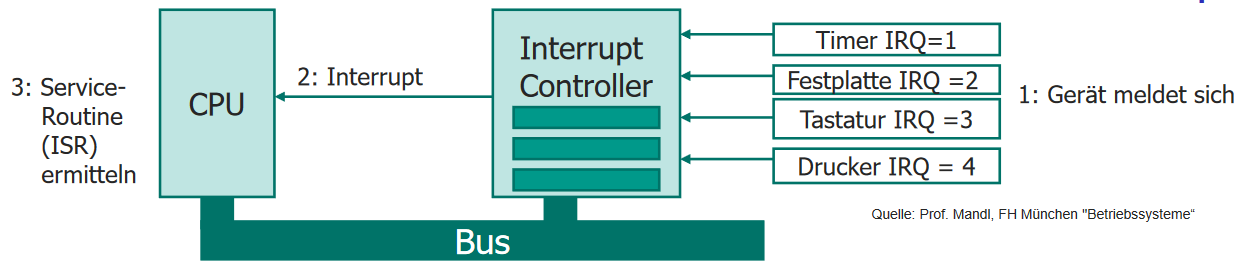 3: Service-
Routine
(ISR)
ermitteln
CPU
2: Interrupt
Interrupt
Controller
Timer IRQ=1
Festplatte IRQ =2
Tastatur IRQ =3
Drucker IRQ = 4
1: Gerät meldet sich
Quelle: Prof. Mandl, FH München "Betriebssysteme“
Bus